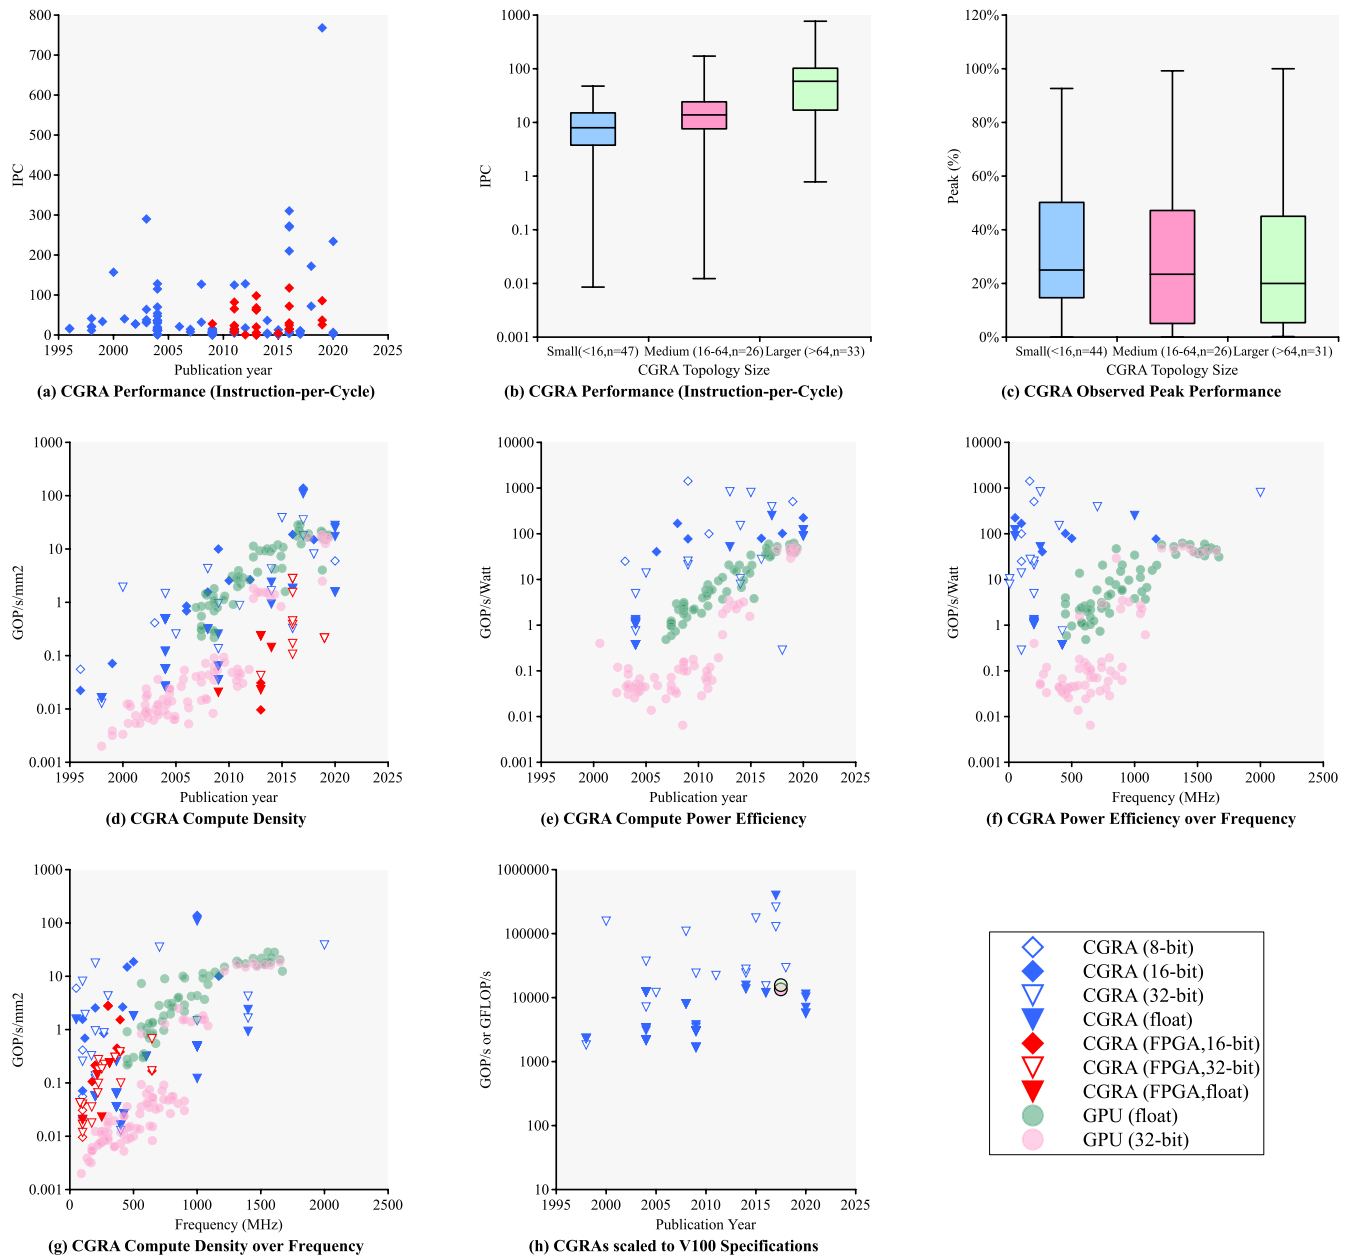 800
700
600
500
400
300
200
100
0
IPC
1995 2000 2005 2010 2015 2020 2025
Publication year
(a) CGRA Performance (Instruction-per-Cycle)
1000
100
10
1
0.1
0.01
0.001
IPC
Small(<16,n=47) Medium (16-64,n=26) Larger (>64,n=33)
CGRA Topology Size
(b) CGRA Performance (Instruction-per-Cycle)
120%
100%
80%
60%
40%
20%
0%
Peak (%)
Small(<16,n=44) Medium (16-64,n=26) Larger (>64,n=31)
CGRA Topology Size
(c) CGRA Observed Peak Performance
1000
100
10
1
0.1
0.01
0.001
GOP/s/mm2
1995 2000 2005 2010 2015 2020 2025
Publication year
(d) CGRA Compute Density
10000
1000
100
10
1
0.1
0.01
0.001
GOP/s/Watt
1995 2000 2005 2010 2015 2020 2025
Publication year
(e) CGRA Compute Power Efficiency
10000
1000
100
10
1
0.1
0.01
0.001
GOP/s/Watt
0 500 1000 1500 2000 2500
Frequency (MHz)
(f) CGRA Power Efficiency over Frequency
1000
100
10
1
0.1
0.01
0.001
GOP/s/mm2
0 500 1000 1500 2000 2500
Frequency (MHz)
(g) CGRA Compute Density over Frequency
1000000
100000
10000
1000
100
10
GOP/s or GFLOP/s
1995 2000 2005 2010 2015 2020 2025
Publication Year
(h) CGRAs scaled to V100 Specifications
CGRA (8-bit)
CGRA (16-bit)
CGRA (32-bit)
CGRA (float)
CGRA (FPGA,16-bit)
CGRA (FPGA,32-bit)
CGRA (FPGA,float)
GPU (float)
GPU (32-bit)